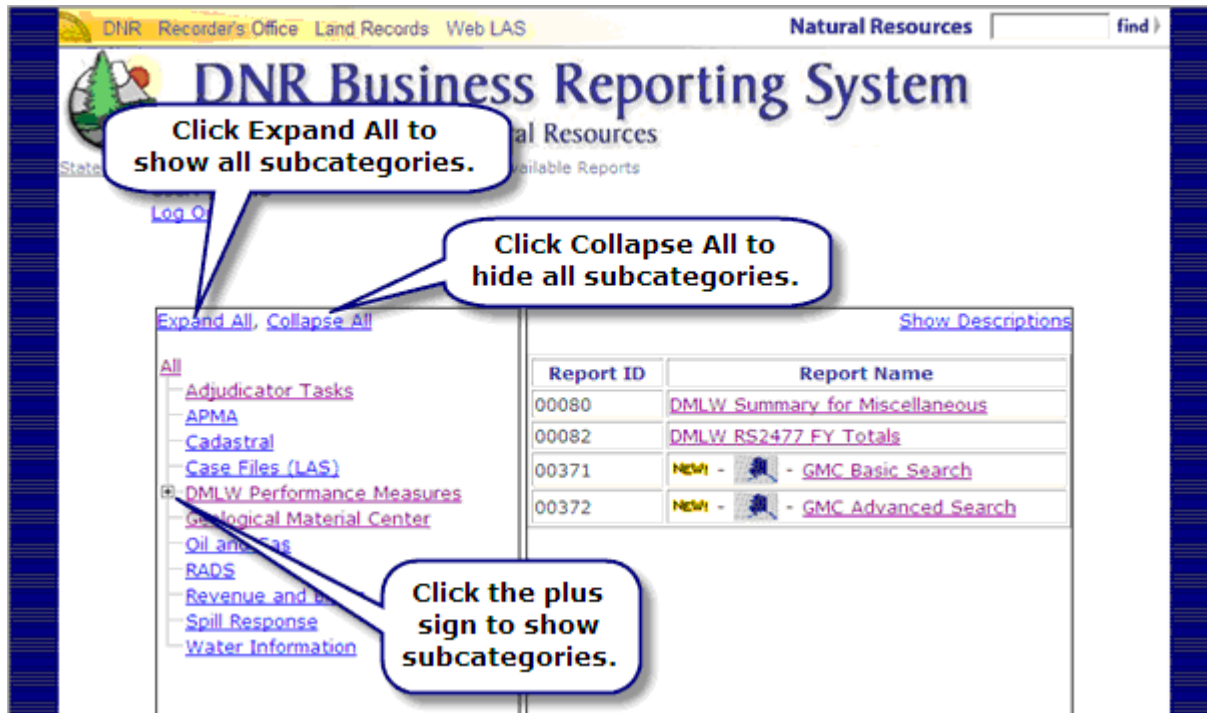 DNR Recorder's Office Land Records Web LAS Natural Resources find
DNR Business Reporting System
Click Expand All to
show all subcategories.
al Resources
State
Available Reports
Log O
Click Collapse All to
hide all subcategories.
Expand All, Collapse All
Show Descriptions
All
Adjudicator Tasks
APMA
Cadastral
Case Files (LAS)
DMLW Performance Measures
Geological Material Center
Oil and Gas
RADS
Revenue and
Spill Response
Water Information
Report ID Report Name
00080 DMLW Summary for Miscellaneous
00082 DMLW RS2477 FY Totals
00371 NEW! - - GMC Basic Search
00372 NEW! - - GMC Advanced Search
Click the plus
sign to show
subcategories.